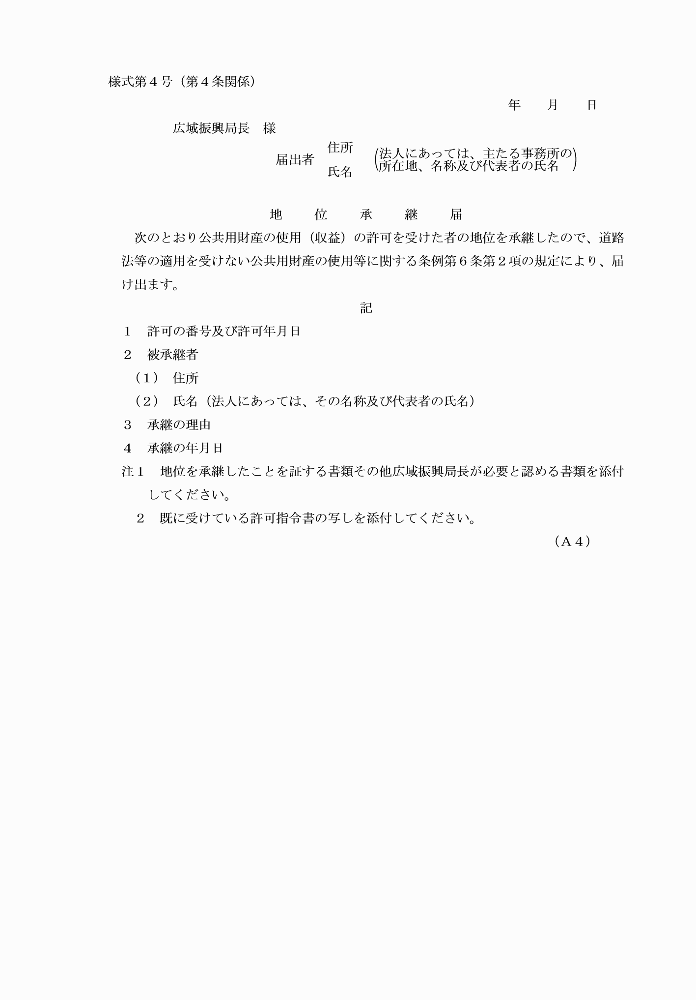 様式第４号（第４条関係）
年　　月　　日
広域振興局長　様
届出者　住所
氏名
（法人にあっては、主たる事務所の
所在地、名称及び代表者の氏名　）
地　位　承　継　届
次のとおり公共用財産の使用（収益）の許可を受けた者の地位を承継したので、道路
法等の適用を受けない公共用財産の使用等に関する条例第６条第２項の規定により、届
け出ます。
記
１　許可の番号及び許可年月日
２　被承継者
（１）　住所
（２）　氏名（法人にあっては、その名称及び代表者の氏名）
３　承継の理由
４　承継の年月日
注１　地位を承継したことを証する書類その他広域振興局長が必要と認める書類を添付
してください。
２　既に受けている許可指令書の写しを添付してください。
（Ａ４）